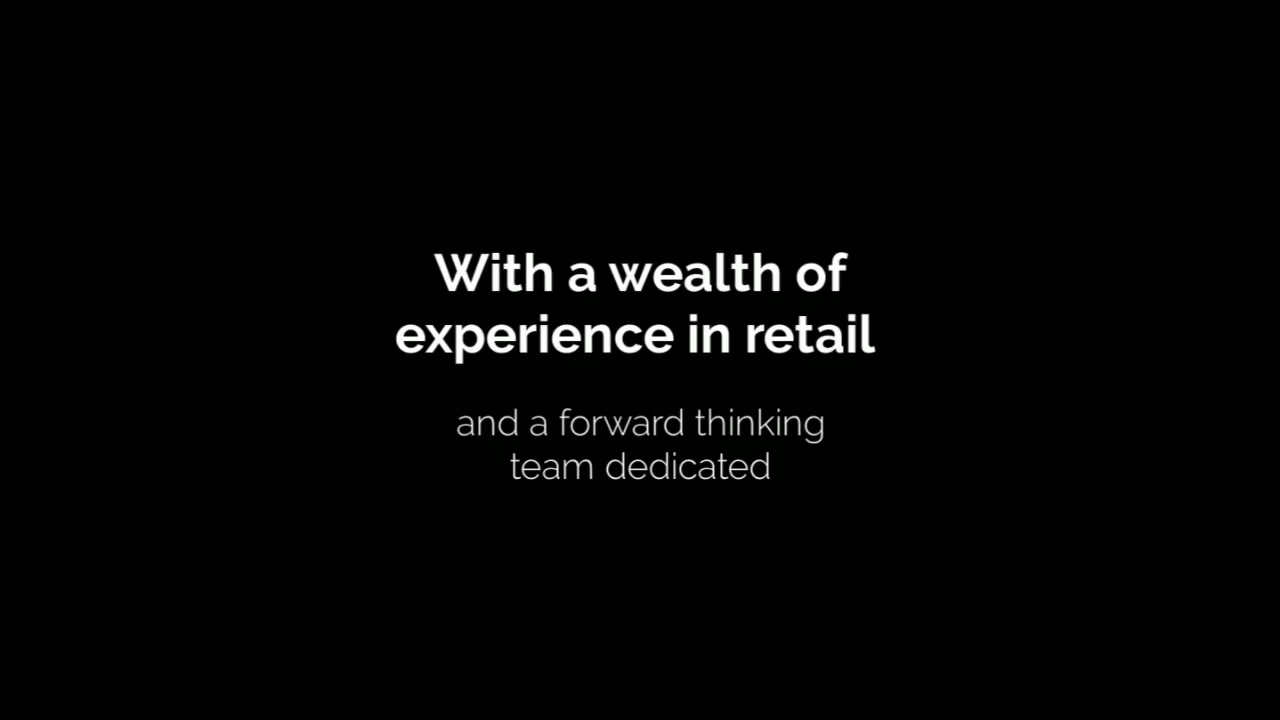 With a wealth of
experience in retail
and a forward thinking
team dedicated